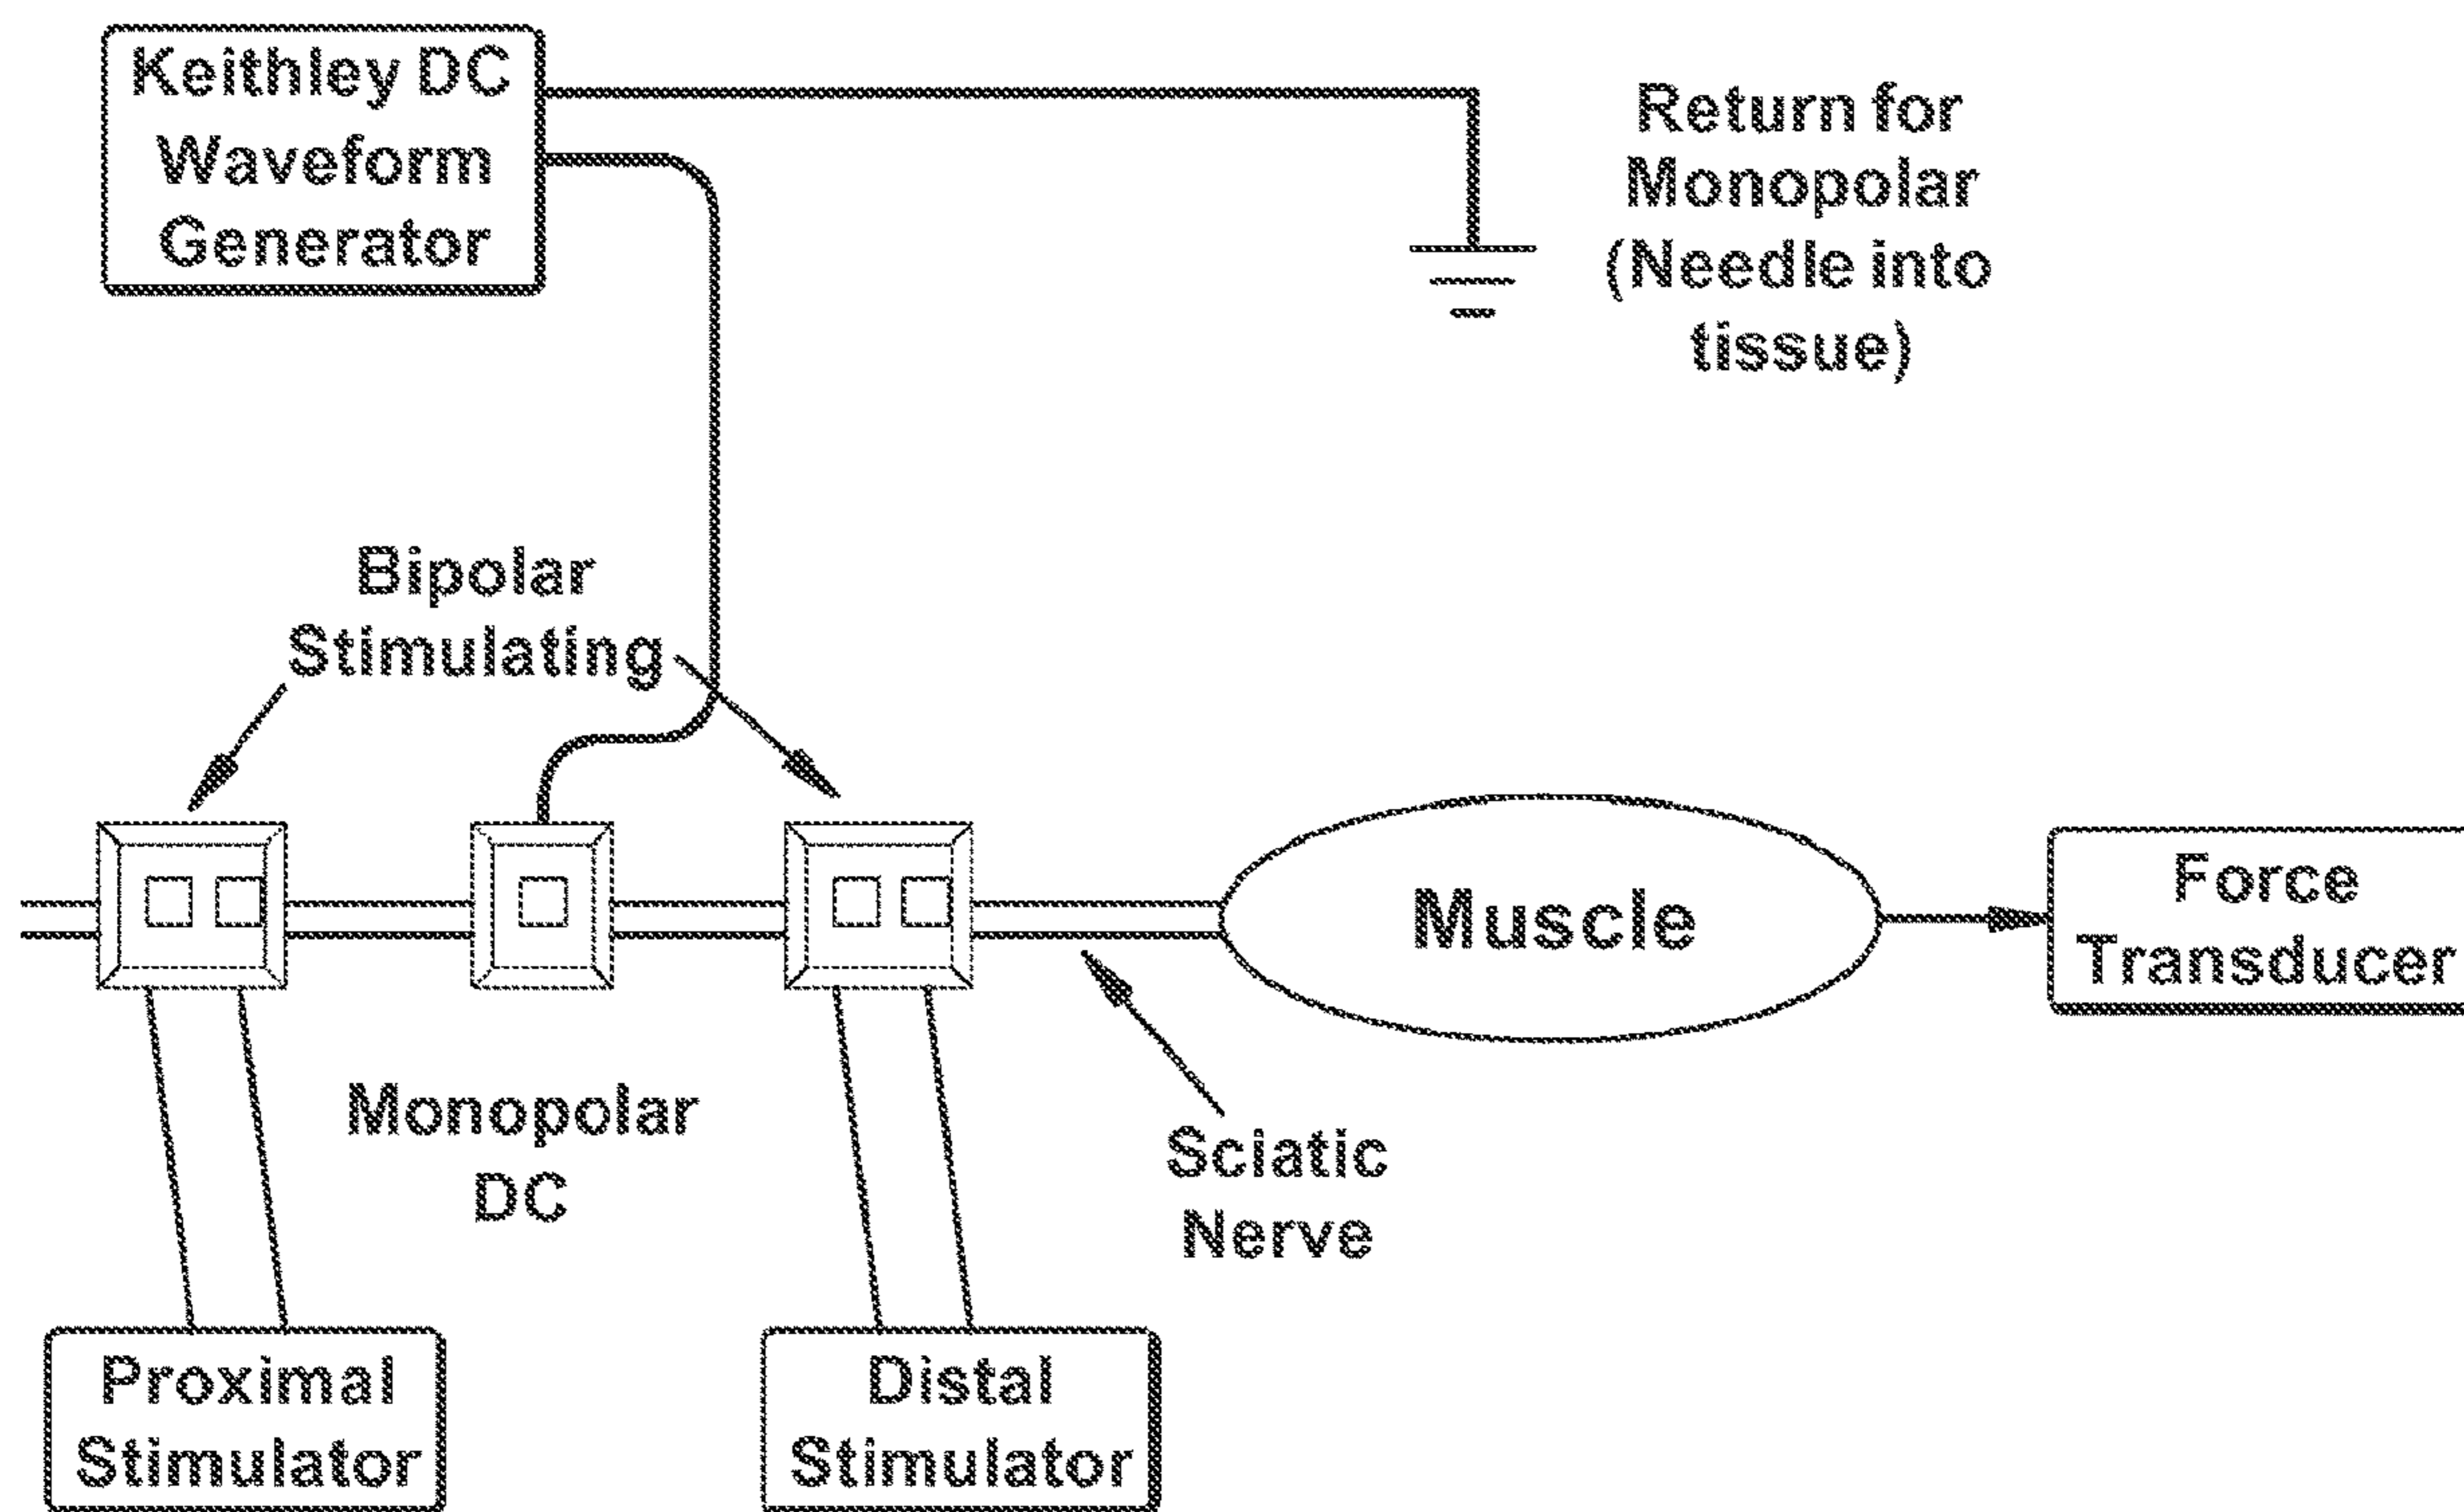 Keithley DC
Waveform
Generator
Return for
Monopolar
(Needle into
tissue)
Bipolar
Stimulating
Muscle
Force
Transducer
Monopolar
DC
Sciatic
Nerve
Proximal
Stimulator
Distal
Stimulator